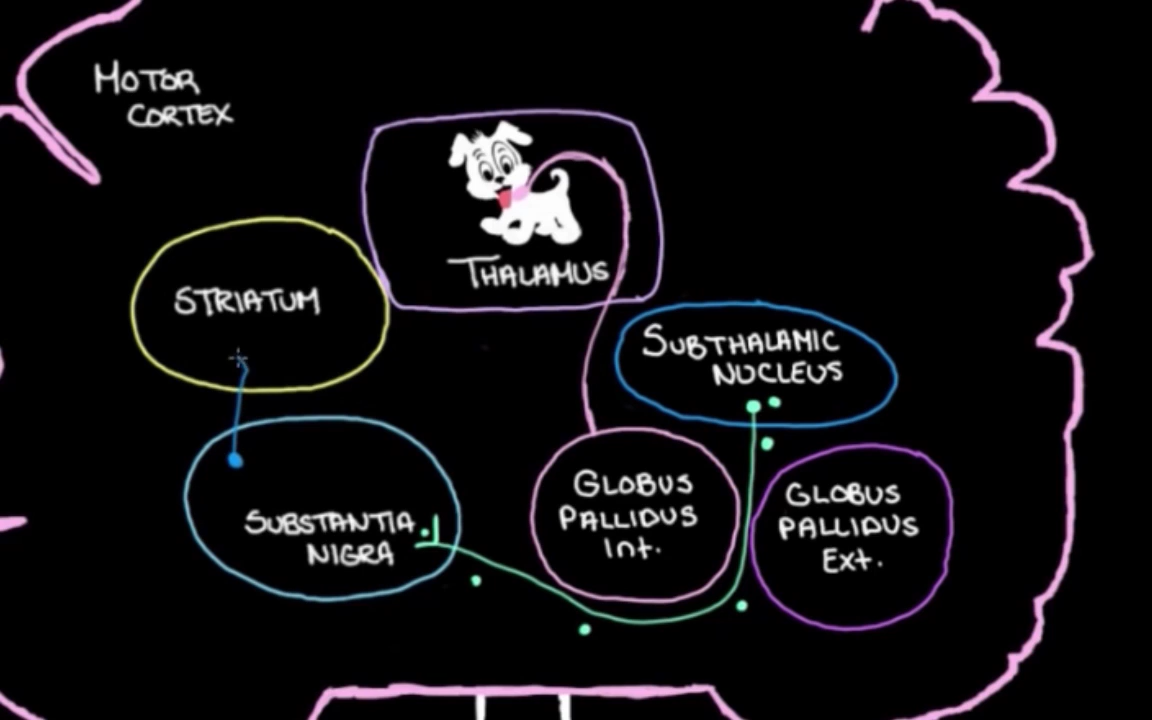 MOTOR
CORTEX
THALAMUS
STRIATUM
SUBTHALAMIC
NUCLEUS
SUBSTANTIA
NIGRA
GLOBUS
PALLIDUS
Int.
GLOBUS
PALLIDUS
Ext.